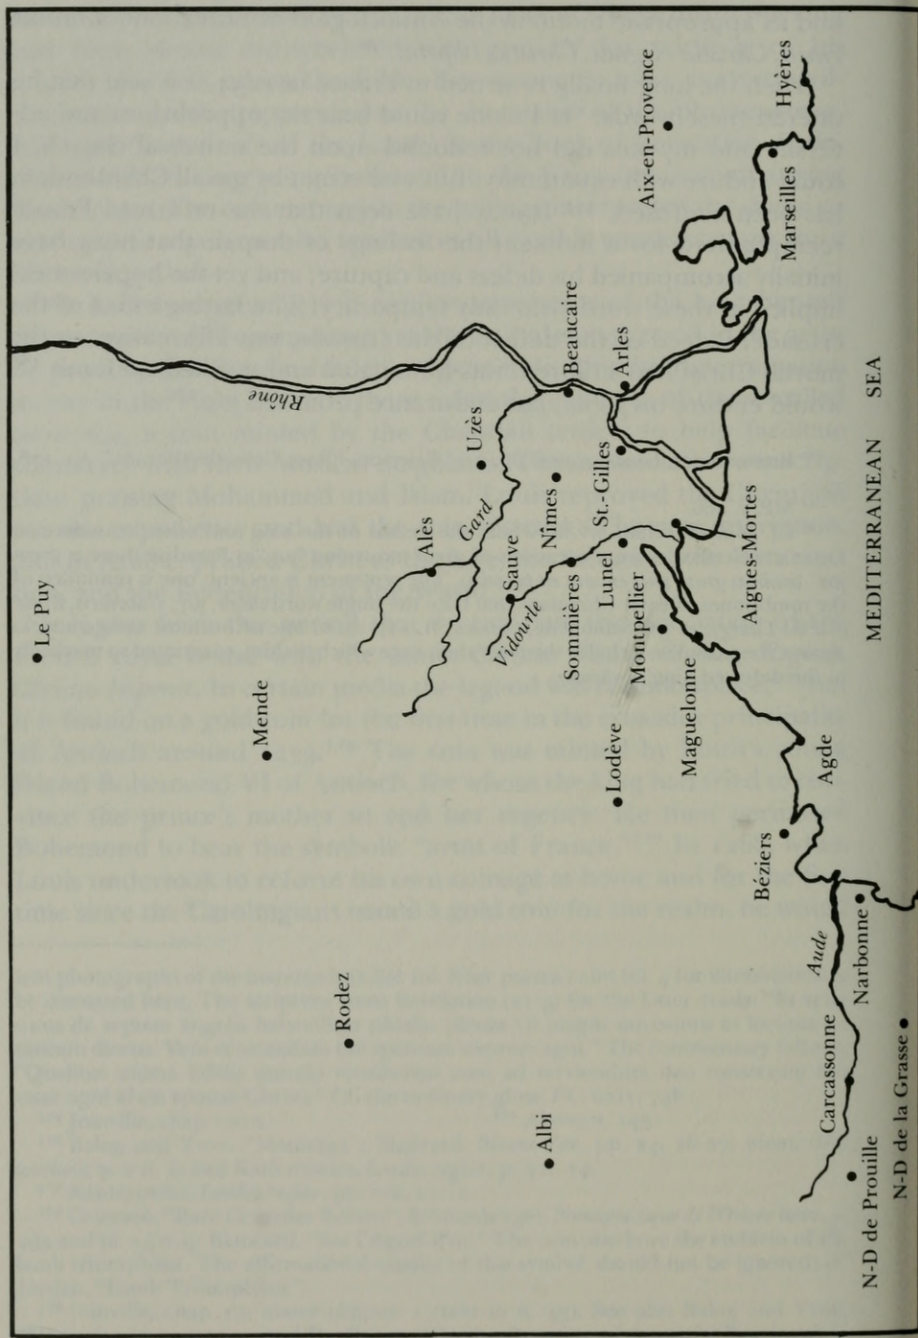 Le Puy
Mende
Rhône
Rodez
Alès
Uzès
Gard
Sauve
Vidourle
Albi
Nîmes
Beaucaire
Sommières
St.-Gilles
Lunel
Lodève
Arles
Montpellier
Aix-en-Provence
Maguelonne
Aigues-Mortes
Béziers
Hyères
Marseilles
Aude
Agde
Carcassonne
Narbonne
N-D de Prouille
MEDITERRANEAN SEA
N-D de la Grasse